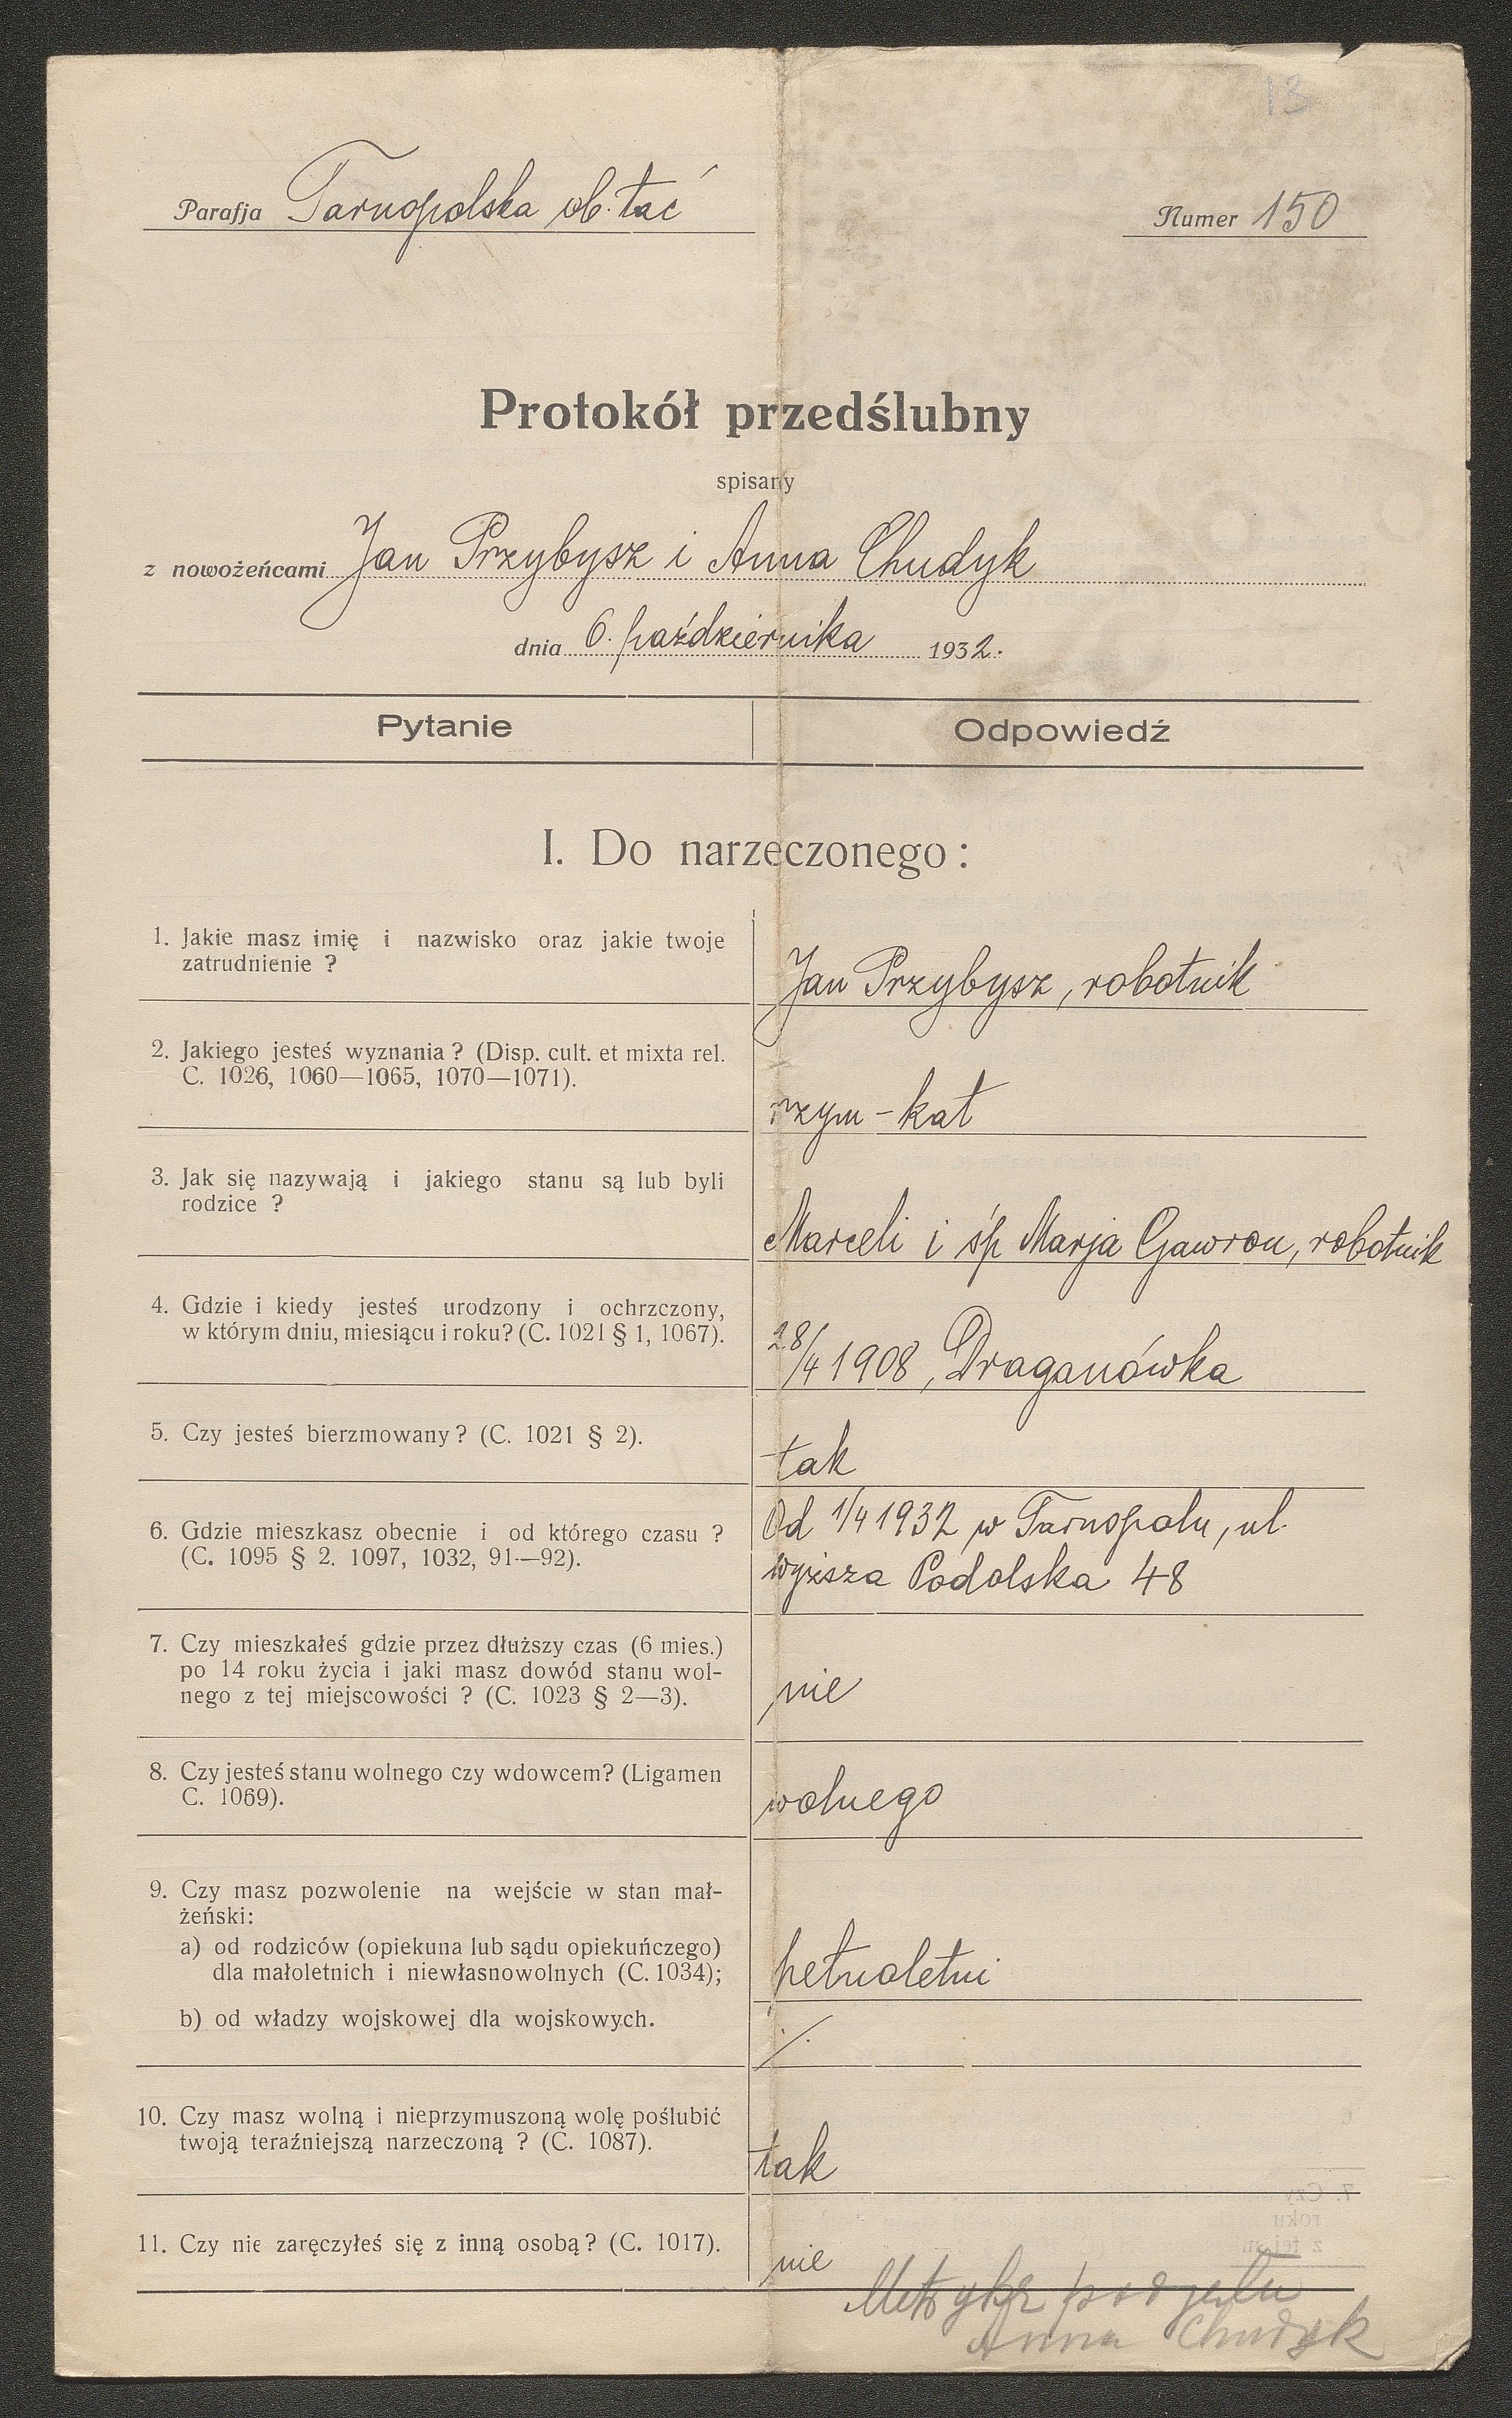 13
Parafja Tarnopolska ob. łać
Numer 150
Protokół przedślubny
spisany
z nowożeńcami Jan Przybysz i Anna Chudyk
dnia 6. października 1932.
Pytanie
Odpowiedź
I. Do narzeczonego:
1. Jakie masz imię i nazwisko oraz jakie twoje
zatrudnienie ?
Jan Przybysz, robotnik
2. Jakiego jesteś wyznania ? (Disp. cult. et mixta rel.
C. 1026, 1060—1065, 1070—1071).
rzym-kat
3. Jak się nazywają i jakiego stanu są lub byli
rodzice ?
Marceli i śp Marja Gawron, robotnik
4. Gdzie i kiedy jesteś urodzony i ochrzczony,
w którym dniu, miesiącu i roku? (C. 1021 § 1, 1067).
28/4 1908, Draganówka
5. Czy jesteś bierzmowany ? (C. 1021 § 2).
tak
6. Gdzie mieszkasz obecnie i od którego czasu ?
(C. 1095 § 2. 1097, 1032, 91—92).
Od 1/4 1932 w Tarnopolu, ul.
wyższa Podolska 48
7. Czy mieszkałeś gdzie przez dłuższy czas (6 mies.)
po 14 roku życia i jaki masz dowód stanu wol-
nego z tej miejscowości ? (C. 1023 § 2—3).
nie
8. Czy jesteś stanu wolnego czy wdowcem? (Ligamen
C. 1069).
wolnego
9. Czy masz pozwolenie na wejście w stan mał-
żeński:
a) od rodziców (opiekuna lub sądu opiekuńczego)
dla małoletnich i niewłasnowolnych (C. 1034);
pełnoletni
b) od władzy wojskowej dla wojskowych.
./.
10. Czy masz wolną i nieprzymuszoną wolę poślubić
twoją teraźniejszą narzeczoną ? (C. 1087).
tak
11. Czy nie zaręczyłeś się z inną osobą? (C. 1017).
nie
Metrykę
Anna Chudyk